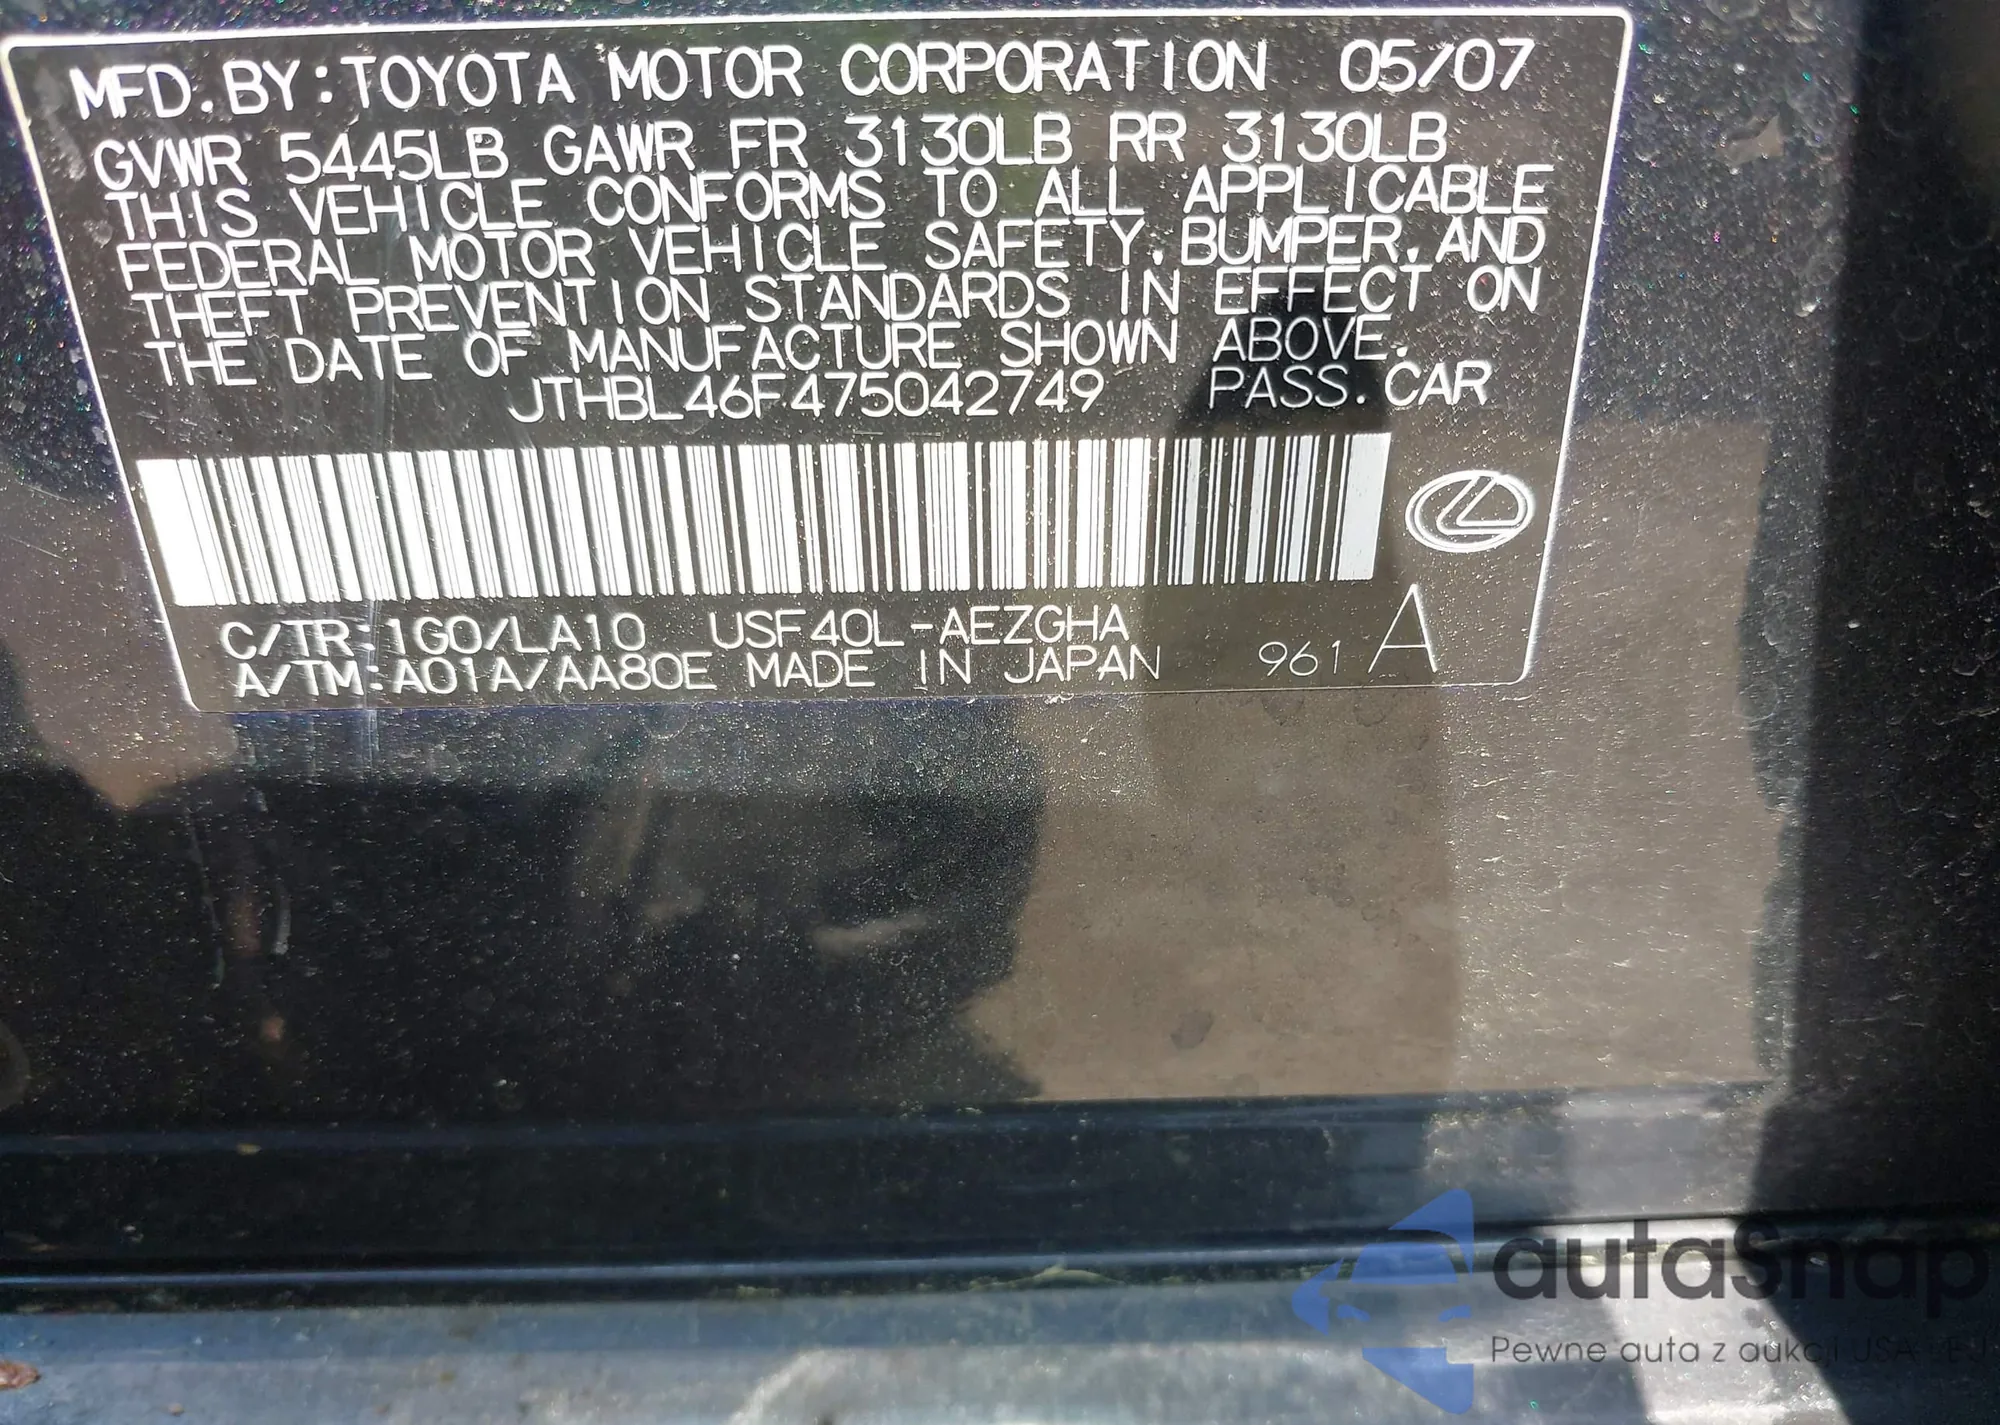 MFD. BY: TOYOTA MOTOR CORPORATION 05/07
GVWR 5445LB GAWR FR 3130LB RR 3130LB
THIS VEHICLE CONFORMS TO ALL APPLICABLE
FEDERAL MOTOR VEHICLE SAFETY, BUMPER, AND
THEFT PREVENTION STANDARDS IN EFFECT ON
THE DATE OF MANUFACTURE SHOWN ABOVE.
JTHBL46F475042749 PASS. CAR
C/TR: 1G0/LA10 USF40L-AEZGHA
A/TM: A01A/AA80E MADE IN JAPAN 961 A
autaSnap
Pewne auta z aukcji USA i EU